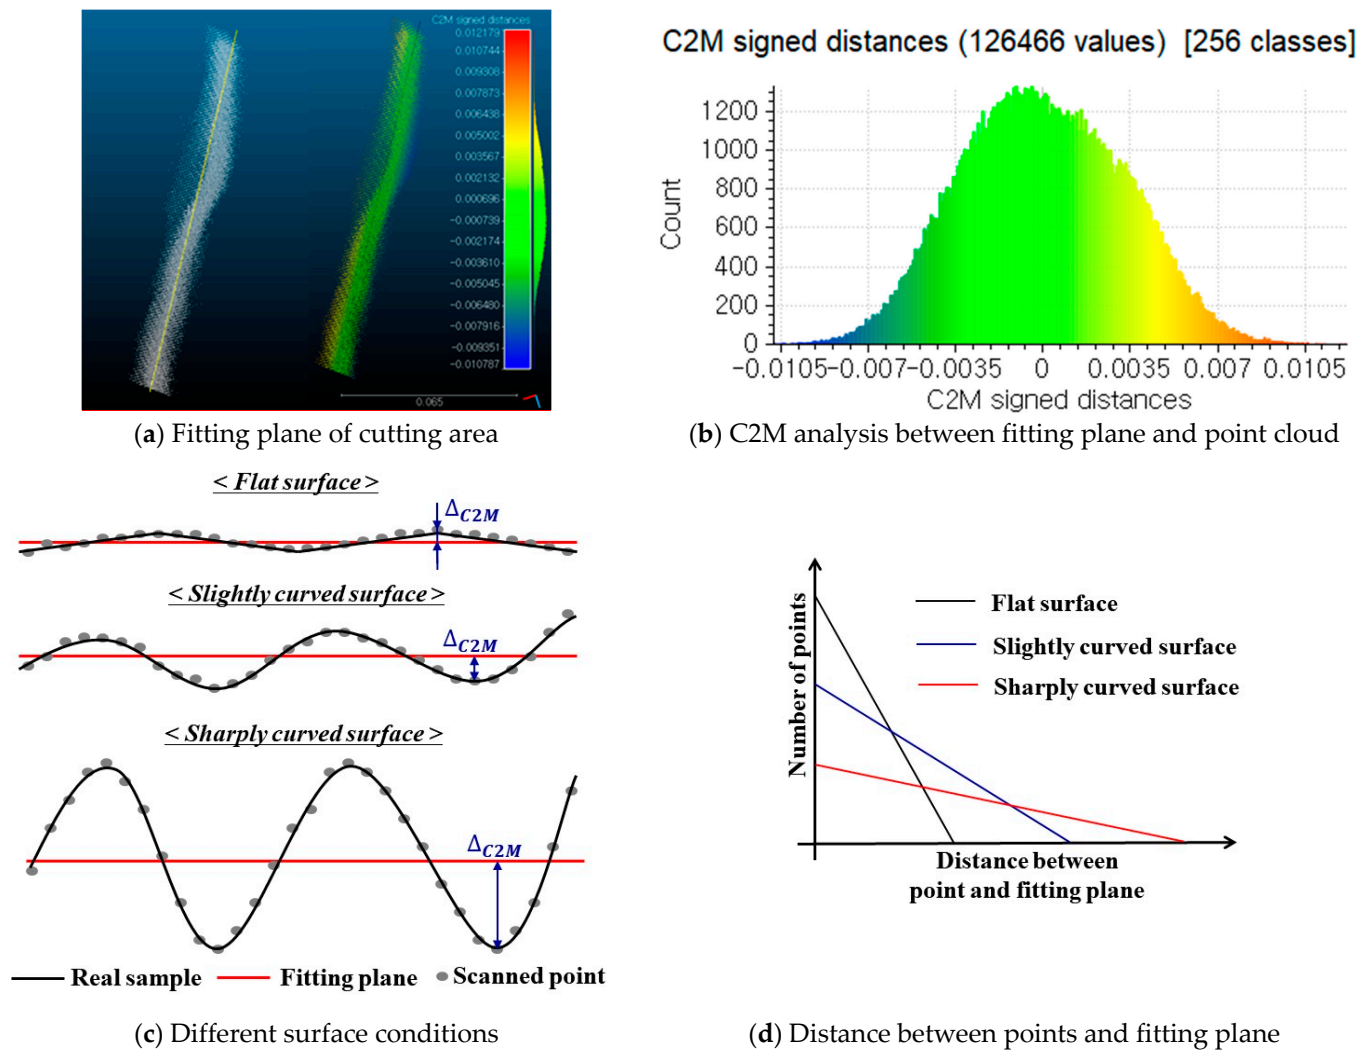 C2M signed distances
0.012179
0.010744
0.009308
0.007873
0.006438
0.005002
0.003567
0.002132
0.000696
−0.000739
−0.002174
−0.003610
−0.005045
−0.006480
−0.007916
−0.009351
−0.010787
0.065
(a) Fitting plane of cutting area
C2M signed distances (126466 values) [256 classes]
Count
1200
1000
800
600
400
200
0
-0.0105 -0.007 -0.0035 0 0.0035 0.007 0.0105
C2M signed distances
(b) C2M analysis between fitting plane and point cloud
< Flat surface >
Δ_C2M
< Slightly curved surface >
Δ_C2M
< Sharply curved surface >
Δ_C2M
Real sample Fitting plane Scanned point
(c) Different surface conditions
Number of points
Flat surface
Slightly curved surface
Sharply curved surface
Distance between
point and fitting plane
(d) Distance between points and fitting plane